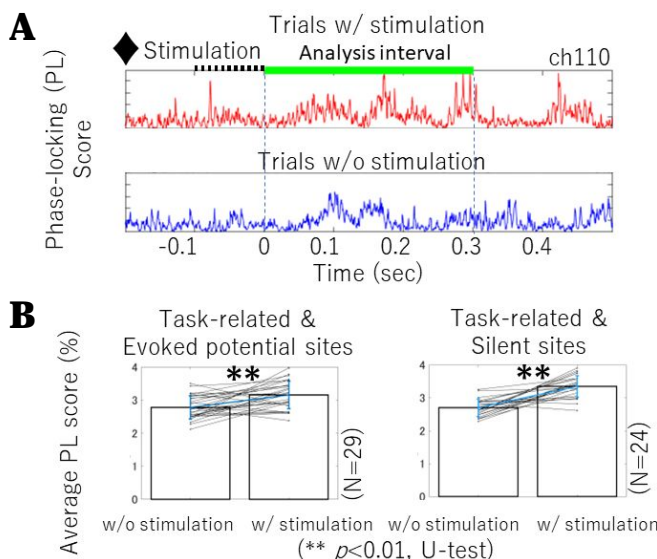 A
Trials w/ stimulation
◆ Stimulation
Analysis interval
ch110
Phase-locking (PL)
Score
Trials w/o stimulation
-0.1 0 0.1 0.2 0.3 0.4
Time (sec)
B
Task-related &
Evoked potential sites
Task-related &
Silent sites
Average PL score (%)
**
4
3
2
1
0
(N=29)
**
4
3
2
1
0
(N=24)
w/o stimulation w/ stimulation
w/o stimulation w/ stimulation
(** p<0.01, U-test)